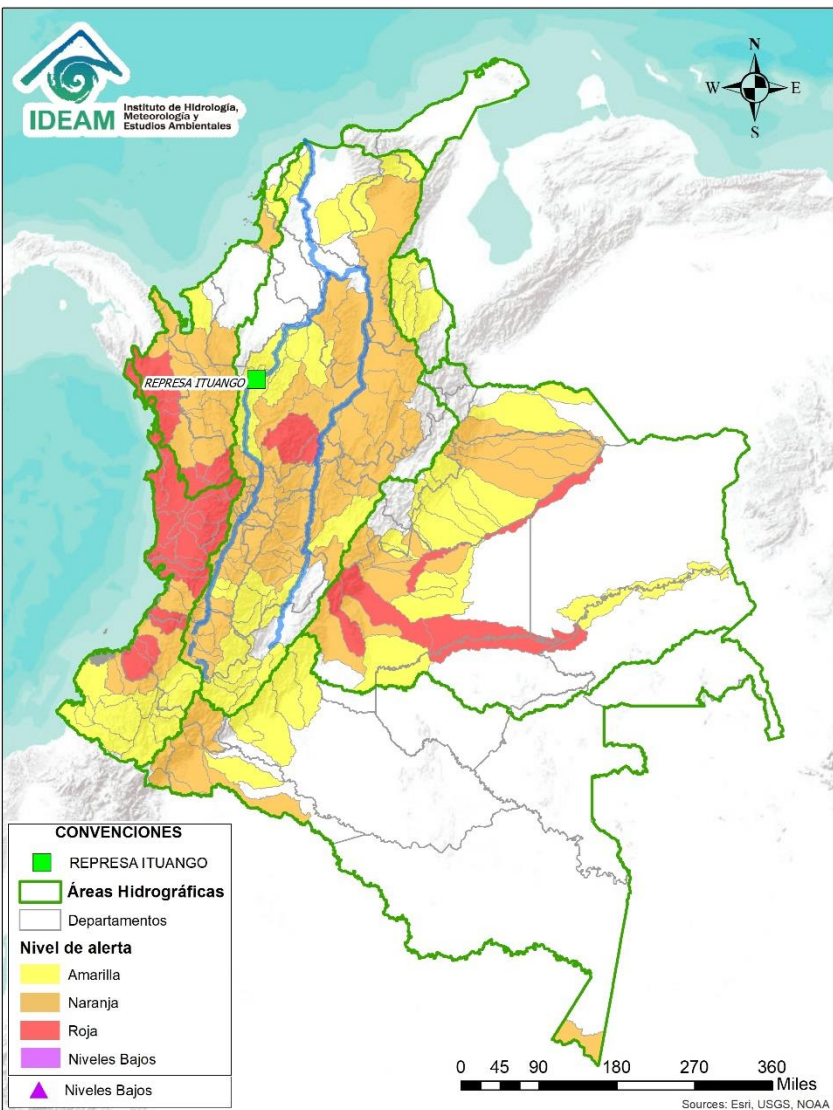 IDEAM
Instituto de Hidrología,
Meteorología y
Estudios Ambientales
N
W
E
S
REPRESA ITUANGO
CONVENCIONES
REPRESA ITUANGO
Áreas Hidrográficas
Departamentos
Nivel de alerta
Amarilla
Naranja
Roja
Niveles Bajos
Niveles Bajos
0 45 90 180 270 360
Miles
Sources: Esri, USGS, NOAA